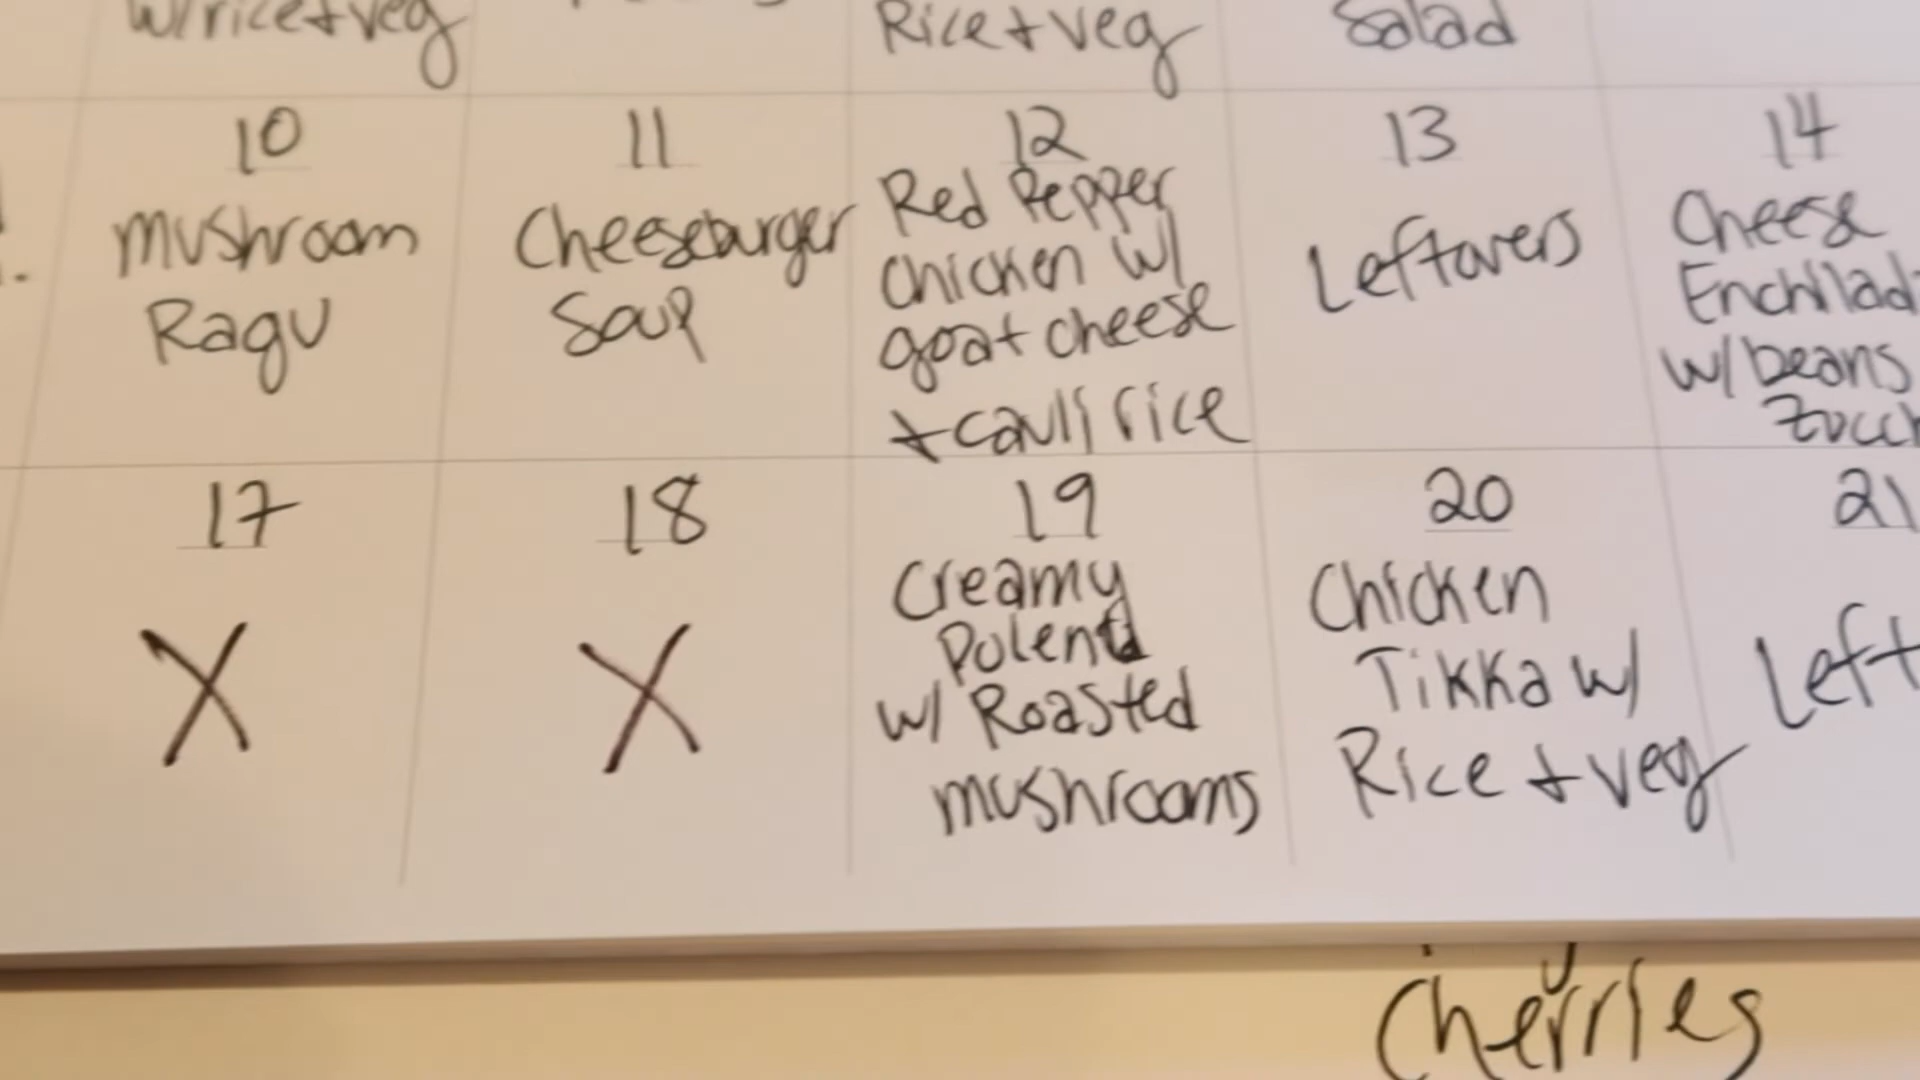 w/rice+veg
Rice+veg
Salad
10
mushroom
Ragu
11
Cheeseburger
Soup
12
Red Pepper
Chicken w/
goat cheese
+ cauli rice
13
Leftovers
14
Cheese
Enchilad
w/beans
Zucch
17
X
18
X
19
Creamy
Polenta
w/ Roasted
mushrooms
20
Chicken
Tikka w/
Rice + veg
21
Left
Cherries